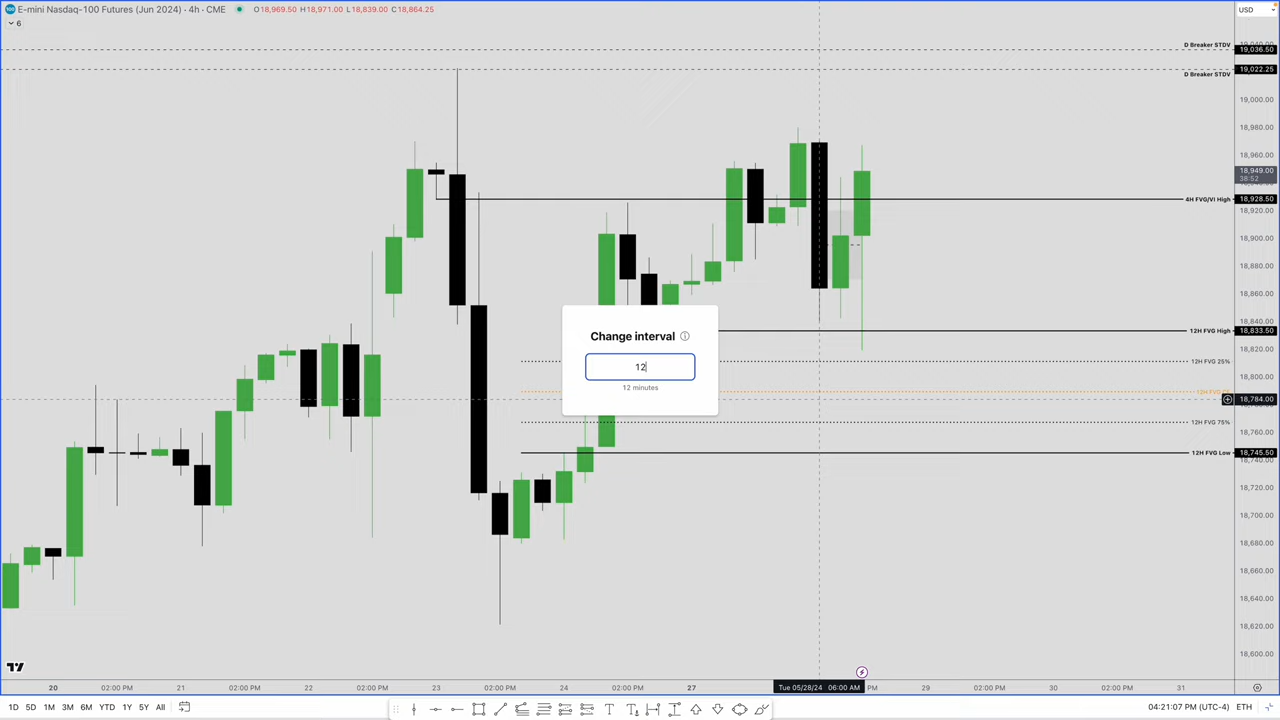 100 E-mini Nasdaq-100 Futures (Jun 2024) · 4h · CME O18,969.50 H18,971.00 L18,839.00 C18,864.25 USD
6
D Breaker STDV 19,036.50
19,022.25
D Breaker STDV
19,000.00
18,980.00
18,960.00
18,949.00
38:52
4H FVG/VI High 18,928.50
18,920.00
18,900.00
18,880.00
18,860.00
12H FVG High 18,833.50
Change interval
12
12 minutes
18,820.00
12H FVG 25%
18,800.00
18,784.00
12H FVG 75%
18,760.00
12H FVG Low 18,745.50
18,720.00
18,700.00
18,680.00
18,660.00
18,640.00
18,620.00
18,600.00
20 02:00 PM 21 02:00 PM 22 02:00 PM 23 02:00 PM 24 02:00 PM 27 Tue 05/28/24 06:00 AM PM 29 02:00 PM 30 02:00 PM 31
1D 5D 1M 3M 6M YTD 1Y 5Y All 04:21:07 PM (UTC-4) ETH